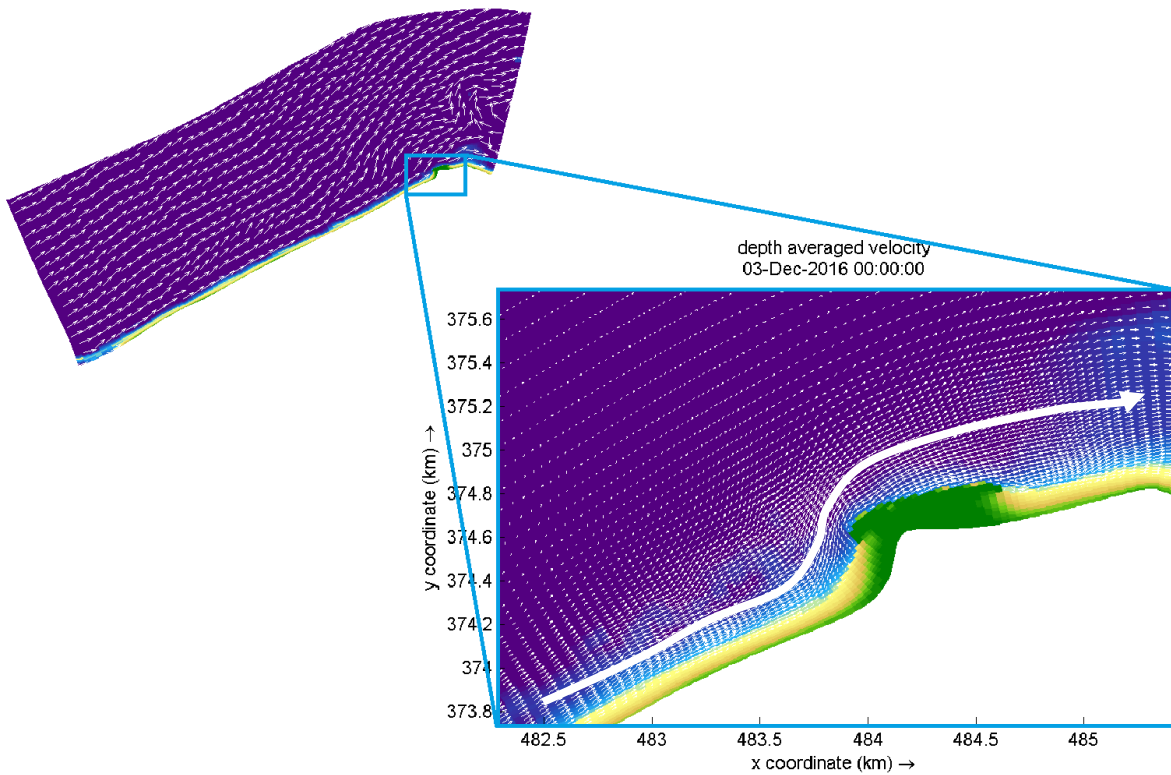 depth averaged velocity
03-Dec-2016 00:00:00
375.6
375.4
375.2
375
374.8
374.6
374.4
374.2
374
373.8
y coordinate (km) →
482.5 483 483.5 484 484.5 485
x coordinate (km) →